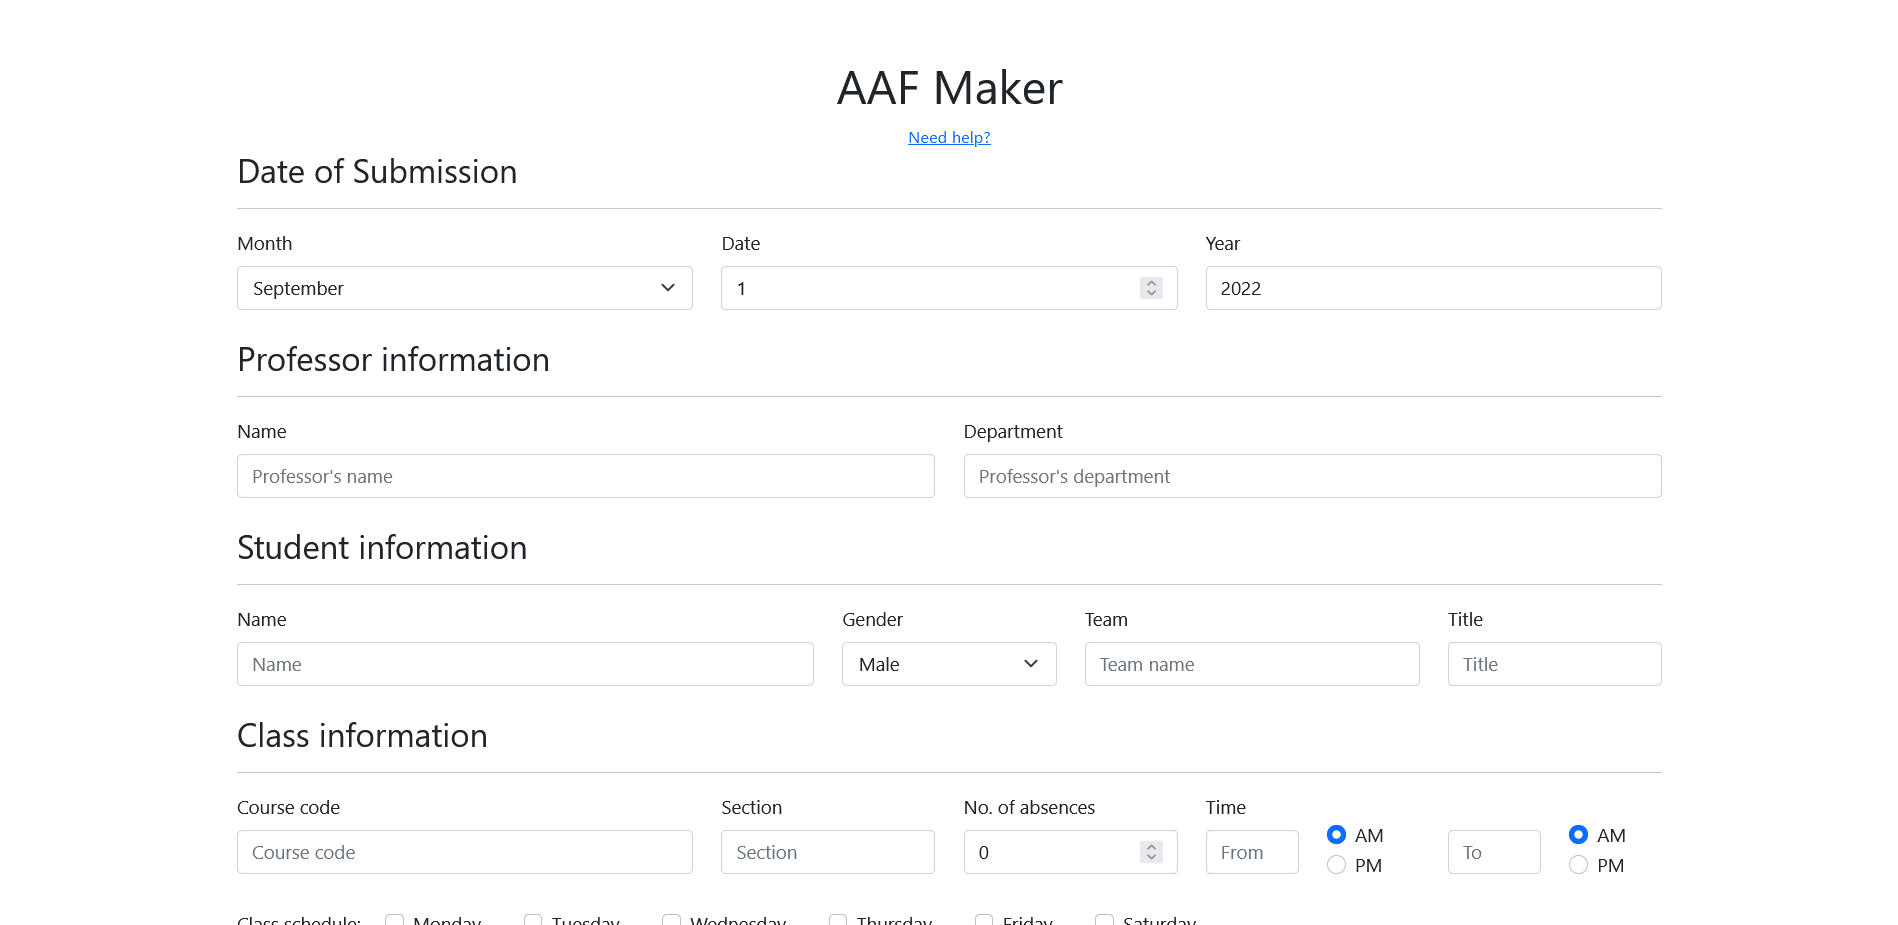 AAF Maker
Need help?
Date of Submission
Month Date Year
September 1 2022
Professor information
Name Department
Professor's name Professor's department
Student information
Name Gender Team Title
Name Male Team name Title
Class information
Course code Section No. of absences Time
AM AM
Course code Section 0 From To
PM PM
Class schedule: Monday Tuesday Wednesday Thursday Friday Saturday